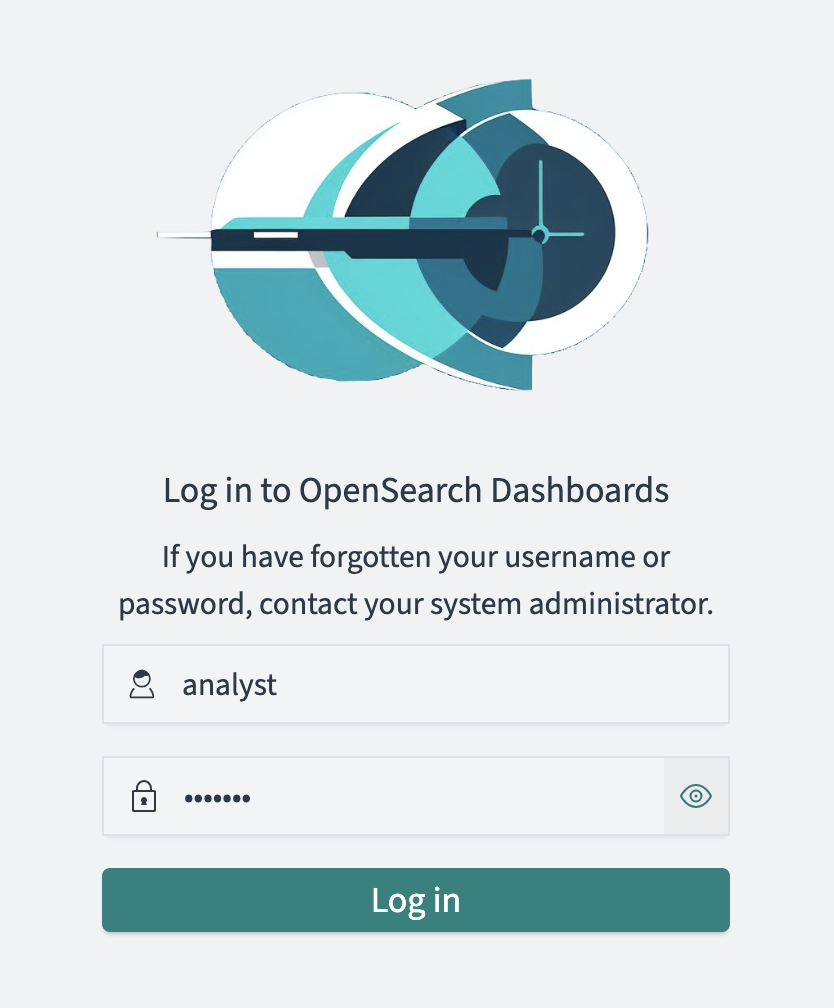 Log in to OpenSearch Dashboards
If you have forgotten your username or
password, contact your system administrator.
analyst
•••••••
Log in